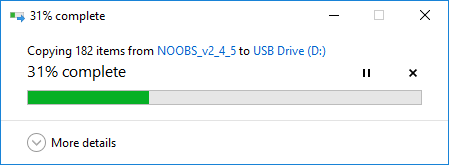 31% complete
Copying 182 items from NOOBS_v2_4_5 to USB Drive (D:)
31% complete
More details